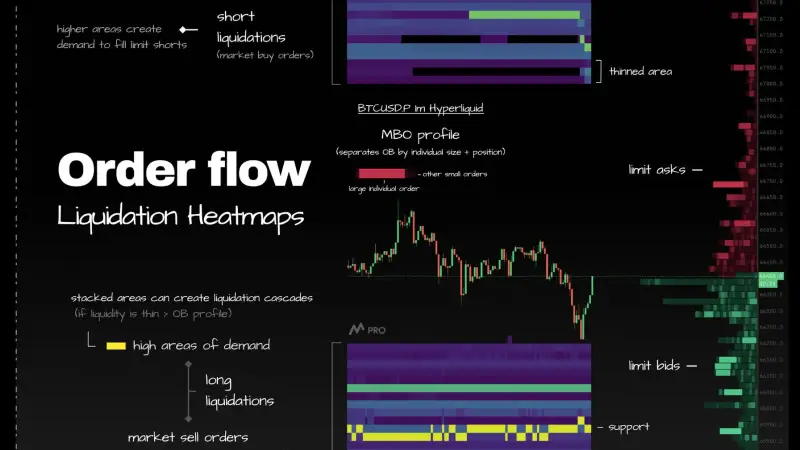 higher areas create
demand to fill limit shorts
short
liquidations
(market buy orders)
thinned area
BTCUSD.P 1m Hyperliquid
MBO profile
(separates OB by individual size + position)
other small orders
large individual order
Order flow
Liquidation Heatmaps
limit asks
stacked areas can create liquidation cascades
(if liquidity is thin > OB profile)
high areas of demand
long
liquidations
market sell orders
PRO
limit bids
support